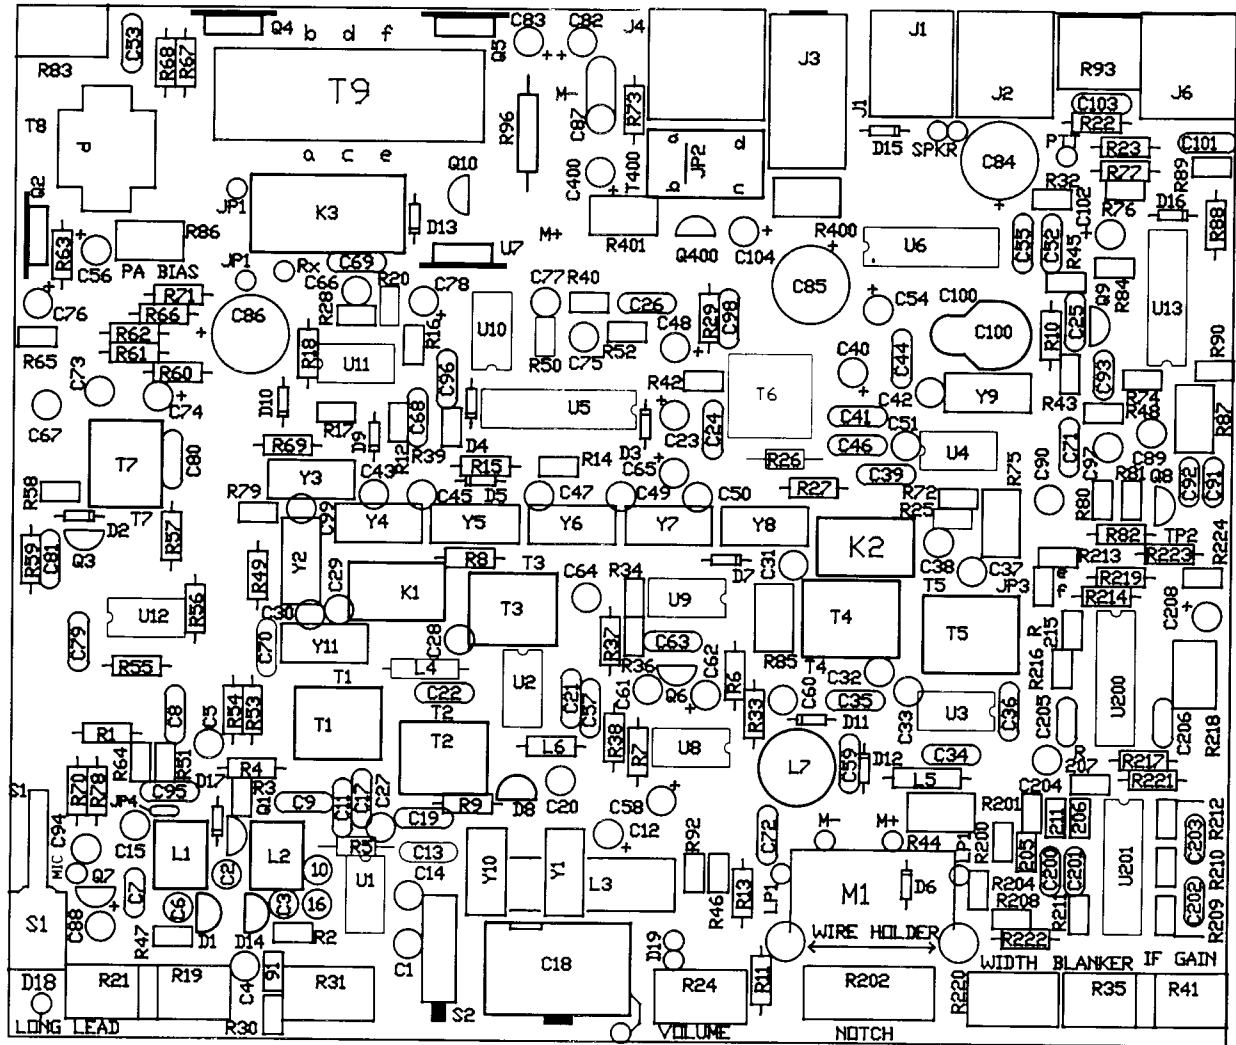 Q4 b d f Q5 C83 C82 J4 J1 R93
C53 R68 R67 J3 J2 J6
R83 T9 M- C87 R73 J1 C103 R22
T8 d R96 D15 SPKR C84 PTT R23 C101
a c e C400 T400 a JP2 d R32 R77 R89
Q2 Q10 b c C102 R76 D16
JP1 K3 D13 M+ R401 R400 U6 C55 C52 R45 R88
R63 C56 R86 U7 Q400 C104
PA BIAS JP1 Rx C69 C85 Q9 R84 U13
C76 R71 C66 R20 C78 C77 R40 C26 C54 C100
R66 C86 R28 R16 U10 R29 C98 C100 R10 C25
R65 R62 R18 U11 R50 C75 R52 C48 C44 R90
R61 C40 C93
C73 R60 D10 C96 R42 T6 C42 Y9 R43 R74 R87
C67 C74 R17 D9 C68 U5 C41 C51 R48
R69 R12 R39 D4 D3 C23 C24 C46 U4 C71 C97 C89
T7 C80 Y3 C43 R15 R14 C65 R26 C39 R75 C90 R81 Q8 C92 C91
R58 R79 C45 D5 C47 C49 C50 R27 R72 R80
T7 C99 Y4 Y5 Y6 Y7 Y8 R25 TP2
D2 R57 K2 R82 R224
R59 C81 Q3 R49 Y2 C29 R8 T3 R34 D7 C31 C38 C37 R213 R223
K1 C64 T5 JP3 e R219
U12 R56 C30 T3 U9 T4 f R214 C208
C79 C70 Y11 C28 R37 C63 T5 R 215
R55 L4 R36 R85 T4 R216
T1 C22 U2 C21 C57 C61 Q6 C62 R6 C60 C32 C35 U200
C8 C5 R54 R53 T1 T2 R33 D11 C33 U3 C36 C205 C206 R218
R1 T2 L6 R38 R7 U8 C59 D12 C34
R64 R51 R4 L7 R 207 R217
S1 R70 R78 D17 R3 C27 L5 C204 R221
C95 C9 C11 C17 R9 D8 C20 C58
JP4 Q1 C19 C12 R201 211 206 R212
C94 C15 R5 R92 C72 M- M+ R44 LP1 R200 205 C203
MIC L1 C2 L2 10 C13 U201 R210
Q7 C7 C6 C3 16 U1 C14 Y10 Y1 L3 R46 R13 LP1 M1 D6 C200 C201
S1 C88 R204 R208 R211 C202 R209
R47 D1 D14 R2 C1 D19 WIRE HOLDER R222
C4 91 C18 R11 WIDTH BLANKER IF GAIN
D18 R21 R19 R31 R24 R202 R220 R35 R41
LONG LEAD R30 S2 VOLUME NOTCH